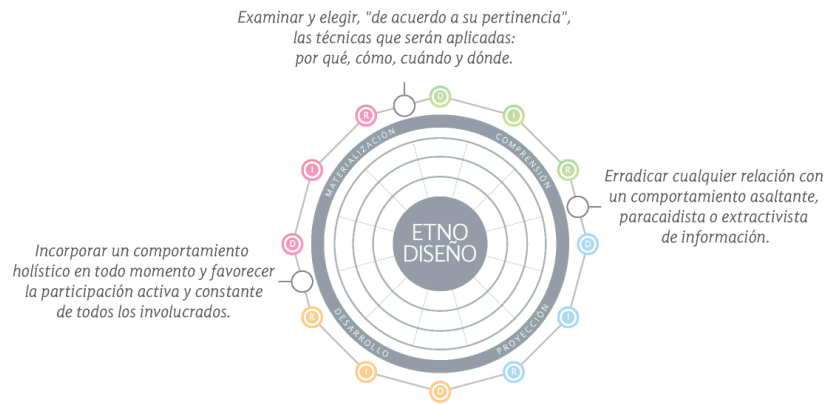 Examinar y elegir, "de acuerdo a su pertinencia",
las técnicas que serán aplicadas:
por qué, cómo, cuándo y dónde.
D
I
R
D
I
R
D
I
R
D
I
R
MATERIALIZACIÓN
COMPRENSIÓN
PROYECCIÓN
DESARROLLO
ETNO
DISEÑO
Erradicar cualquier relación con
un comportamiento asaltante,
paracaidista o extractivista
de información.
Incorporar un comportamiento
holístico en todo momento y favorecer
la participación activa y constante
de todos los involucrados.